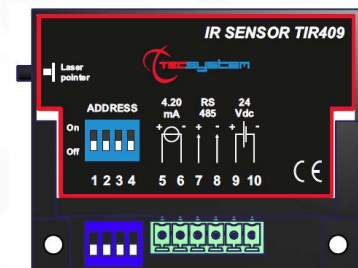 IR SENSOR TIR409
Laser pointer
TECSYSTEM
ADDRESS
On
Off
1 2 3 4
4.20 mA
+ -
5 6
RS 485
+ -
7 8
24 Vdc
+ -
9 10
CE